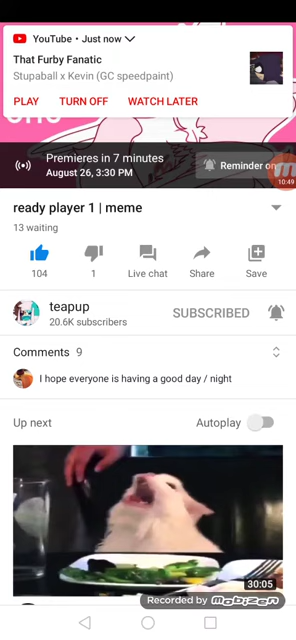 YouTube • Just now
That Furby Fanatic
Stupaball x Kevin (GC speedpaint)
PLAY TURN OFF WATCH LATER
Premieres in 7 minutes
August 26, 3:30 PM
Reminder on
10:49
ready player 1 | meme
13 waiting
104 1 Live chat Share Save
teapup
20.6K subscribers
SUBSCRIBED
Comments 9
I hope everyone is having a good day / night
Up next Autoplay
30:05
Recorded by Mobizen